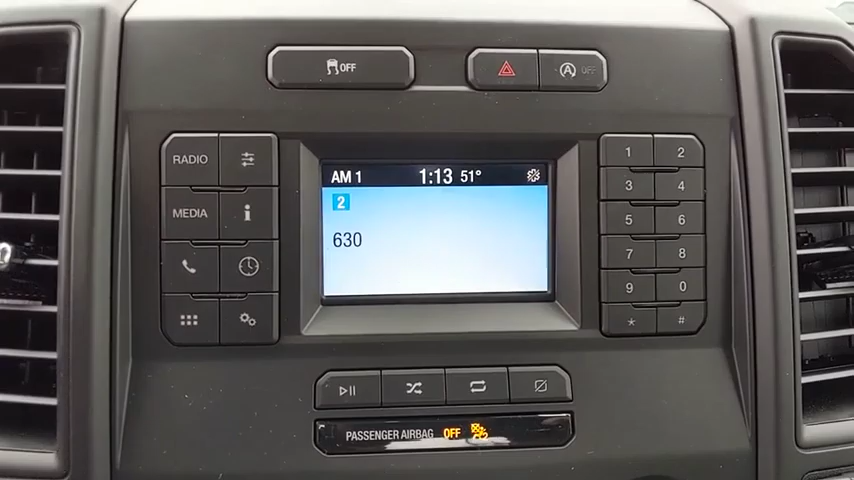 OFF
OFF
RADIO
MEDIA
AM 1 1:13 51°
2
630
1 2
3 4
5 6
7 8
9 0
* #
PASSENGER AIRBAG OFF